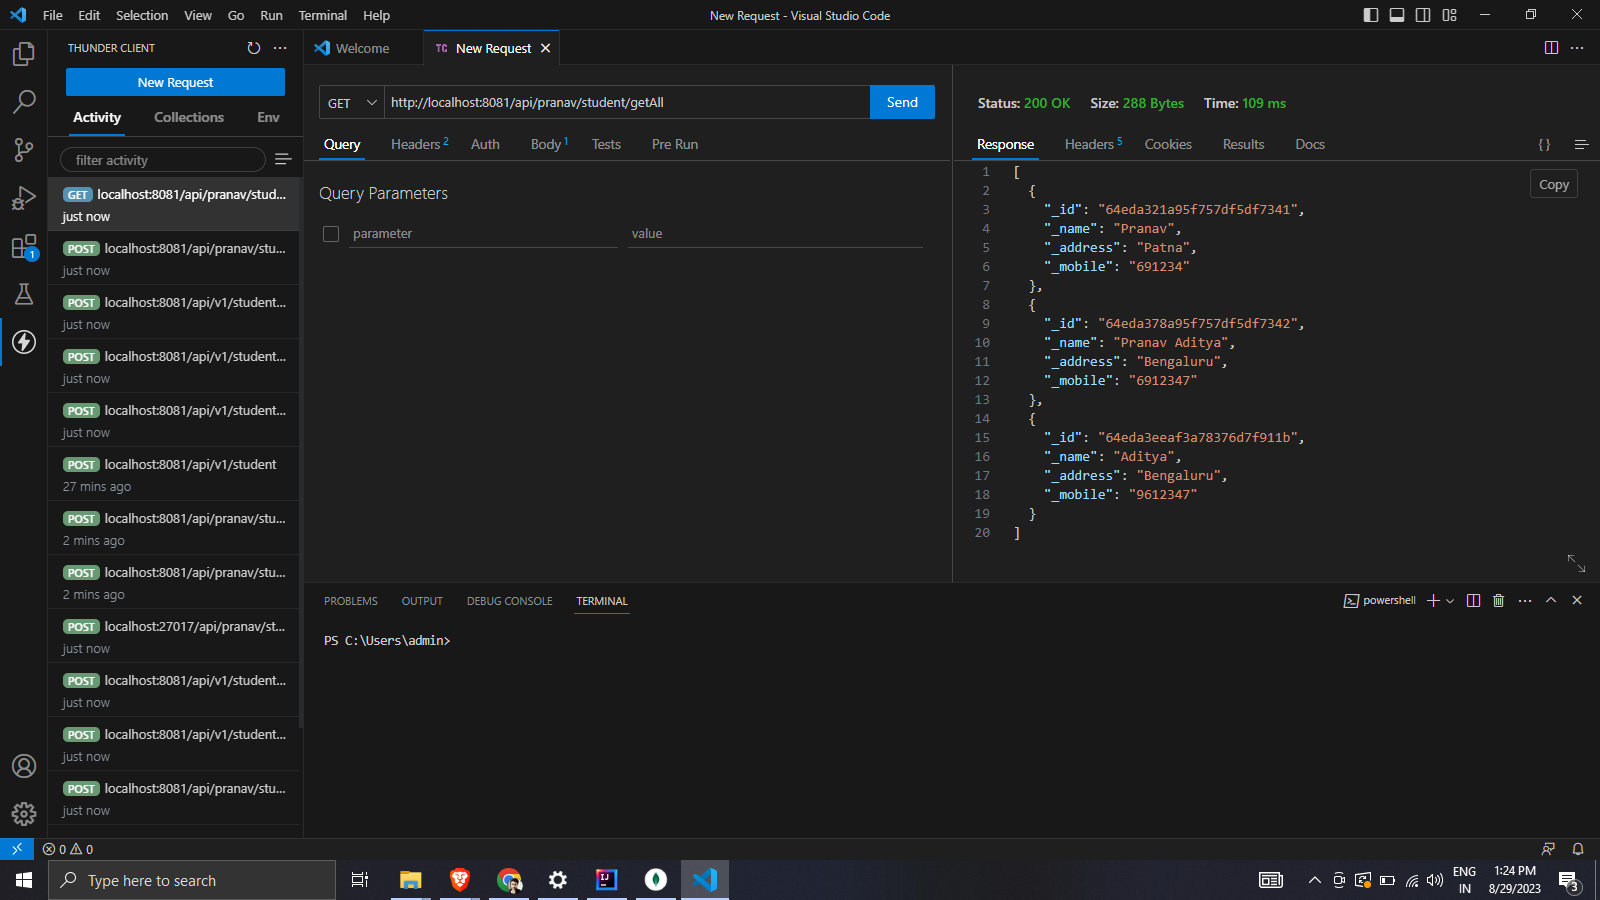 File Edit Selection View Go Run Terminal Help
New Request - Visual Studio Code
THUNDER CLIENT
New Request
Activity Collections Env
filter activity
GET localhost:8081/api/pranav/stud...
just now
POST localhost:8081/api/pranav/stu...
just now
POST localhost:8081/api/v1/student...
just now
POST localhost:8081/api/v1/student...
just now
POST localhost:8081/api/v1/student...
just now
POST localhost:8081/api/v1/student
27 mins ago
POST localhost:8081/api/pranav/stu...
2 mins ago
POST localhost:8081/api/pranav/stu...
2 mins ago
POST localhost:27017/api/pranav/st...
just now
POST localhost:8081/api/v1/student...
just now
POST localhost:8081/api/v1/student...
just now
POST localhost:8081/api/pranav/stu...
just now
1
Welcome
TC New Request
GET http://localhost:8081/api/pranav/student/getAll Send
Query Headers 2 Auth Body 1 Tests Pre Run
Query Parameters
parameter value
Status: 200 OK Size: 288 Bytes Time: 109 ms
Response Headers 5 Cookies Results Docs
{ }
Copy
1 [
2 {
3 "_id": "64eda321a95f757df5df7341",
4 "_name": "Pranav",
5 "_address": "Patna",
6 "_mobile": "691234"
7 },
8 {
9 "_id": "64eda378a95f757df5df7342",
10 "_name": "Pranav Aditya",
11 "_address": "Bengaluru",
12 "_mobile": "6912347"
13 },
14 {
15 "_id": "64eda3eeaf3a78376d7f911b",
16 "_name": "Aditya",
17 "_address": "Bengaluru",
18 "_mobile": "9612347"
19 }
20 ]
PROBLEMS OUTPUT DEBUG CONSOLE TERMINAL
powershell
PS C:\Users\admin>
0 0
Type here to search
IJ
ENG
IN
1:24 PM
8/29/2023
3